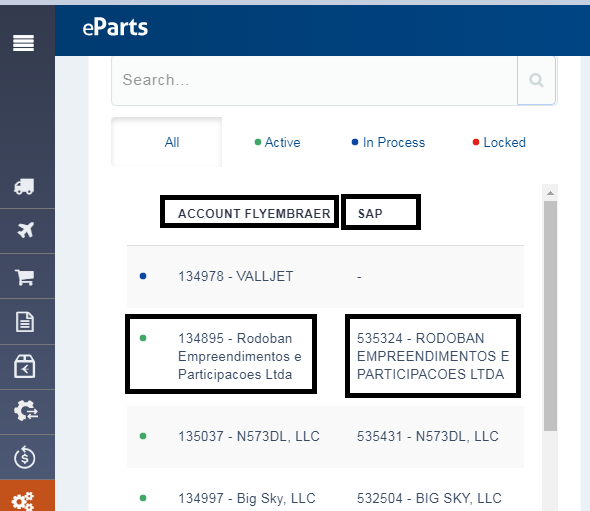 eParts
Search...
All
Active
In Process
Locked
ACCOUNT FLYEMBRAER SAP
134978 - VALLJET -
134895 - Rodoban 535324 - RODOBAN
Empreendimentos e EMPREENDIMENTOS E
Participacoes Ltda PARTICIPACOES LTDA
135037 - N573DL, LLC 535431 - N573DL, LLC
134997 - Big Sky, LLC 532504 - BIG SKY, LLC